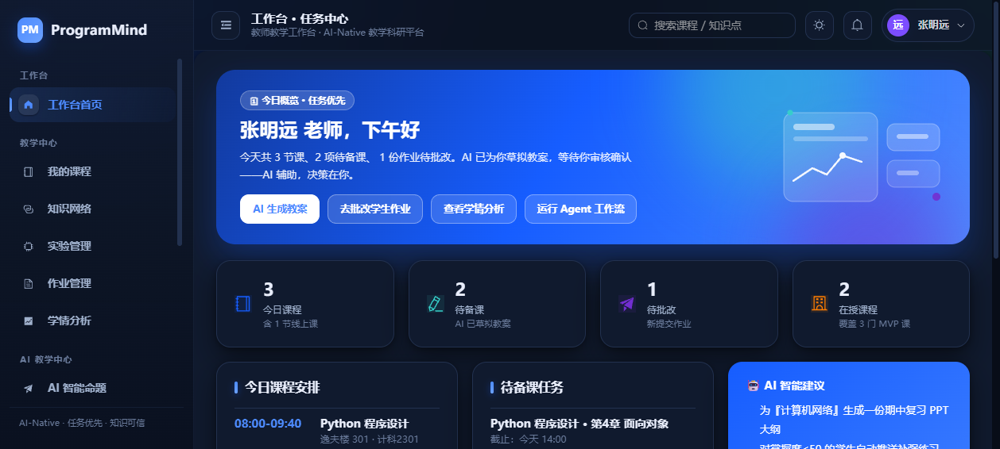 PM ProgramMind
工作台
工作台首页
教学中心
我的课程
知识网络
实验管理
作业管理
学情分析
AI 教学中心
AI 智能命题
AI-Native · 任务优先 · 知识可信
工作台 • 任务中心
教师教学工作台 · AI-Native 教学科研平台
搜索课程 / 知识点
远 张明远
今日概览 • 任务优先
张明远 老师，下午好
今天共 3 节课、2 项待备课、 1 份作业待批改。AI 已为你草拟教案，等待你审核确认
——AI 辅助，决策在你。
AI 生成教案
去批改学生作业
查看学情分析
运行 Agent 工作流
3
今日课程
含 1 节线上课
2
待备课
AI 已草拟教案
1
待批改
新提交作业
2
在授课程
覆盖 3 门 MVP 课
今日课程安排
08:00-09:40 Python 程序设计
逸夫楼 301 · 计科2301
待备课任务
Python 程序设计 • 第4章 面向对象
截止：今天 14:00
AI 智能建议
为『计算机网络』生成一份期中复习 PPT
大纲
对掌握度<50 的学生自动推送补强练习